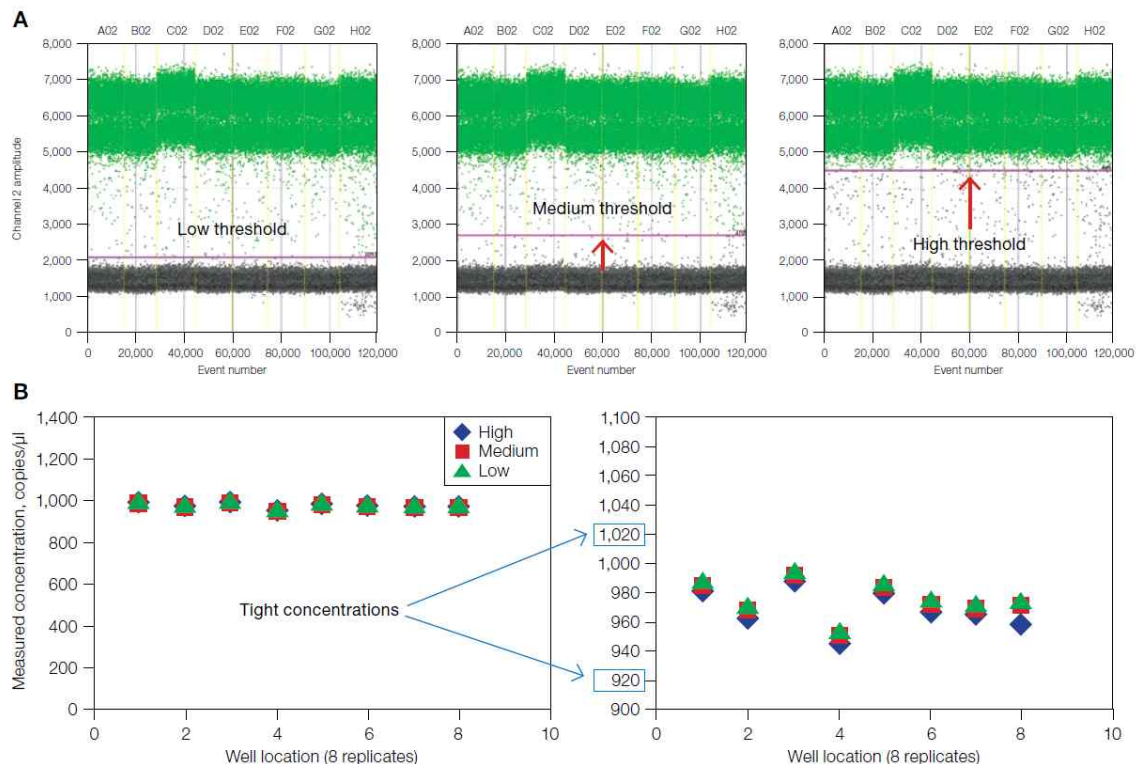 A
A02 B02 C02 D02 E02 F02 G02 H02
8,000
7,000
6,000
5,000
4,000
3,000
2,000
1,000
0
Channel 2 amplitude
Low threshold
0 20,000 40,000 60,000 80,000 100,000 120,000
Event number
A02 B02 C02 D02 E02 F02 G02 H02
8,000
7,000
6,000
5,000
4,000
3,000
2,000
1,000
0
Medium threshold
0 20,000 40,000 60,000 80,000 100,000 120,000
Event number
A02 B02 C02 D02 E02 F02 G02 H02
8,000
7,000
6,000
5,000
4,000
3,000
2,000
1,000
0
High threshold
0 20,000 40,000 60,000 80,000 100,000 120,000
Event number
B
1,400
1,200
1,000
800
600
400
200
0
Measured concentration, copies/µl
High
Medium
Low
Tight concentrations
0 2 4 6 8 10
Well location (8 replicates)
1,100
1,080
1,060
1,040
1,020
1,000
980
960
940
920
900
0 2 4 6 8 10
Well location (8 replicates)